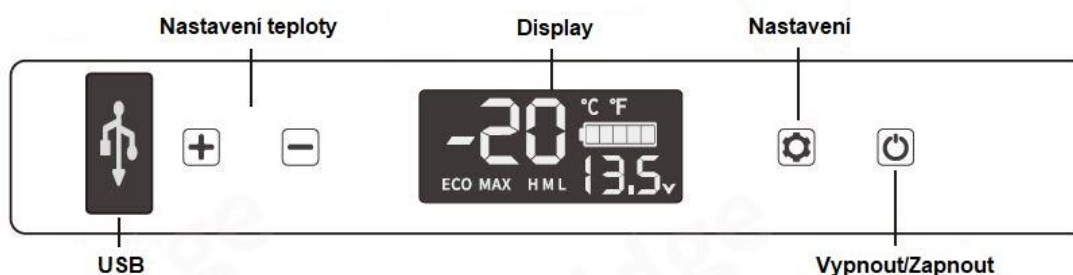 Nastavení teploty
Display
Nastavení
-20 °C °F
ECO MAX H M L 13.5v
USB
Vypnout/Zapnout